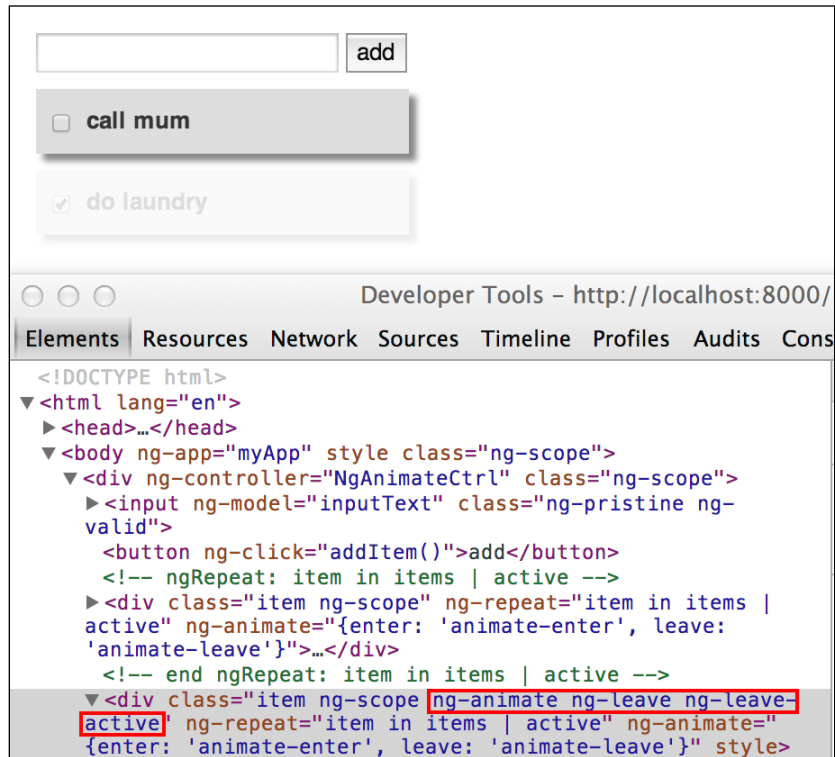 add
call mum
do laundry
Developer Tools – http://localhost:8000/
Elements Resources Network Sources Timeline Profiles Audits Cons
<!DOCTYPE html>
▼<html lang="en">
▶<head>…</head>
▼<body ng-app="myApp" style class="ng-scope">
▼<div ng-controller="NgAnimateCtrl" class="ng-scope">
▶<input ng-model="inputText" class="ng-pristine ng-
valid">
<button ng-click="addItem()">add</button>
<!-- ngRepeat: item in items | active -->
▶<div class="item ng-scope" ng-repeat="item in items |
active" ng-animate="{enter: 'animate-enter', leave:
'animate-leave'}">…</div>
<!-- end ngRepeat: item in items | active -->
▼<div class="item ng-scope ng-animate ng-leave ng-leave-
active" ng-repeat="item in items | active" ng-animate="
{enter: 'animate-enter', leave: 'animate-leave'}" style>